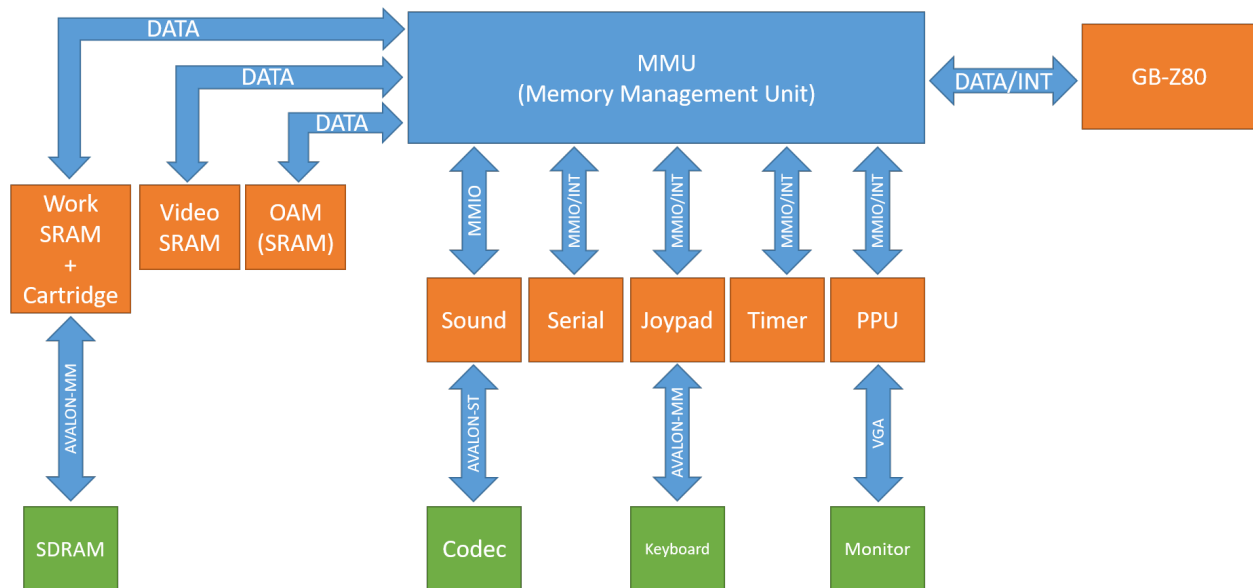 DATA
DATA
DATA
MMU
(Memory Management Unit)
DATA/INT
GB-Z80
Work
SRAM
+
Cartridge
Video
SRAM
OAM
(SRAM)
MMIO
MMIO/INT
MMIO/INT
MMIO/INT
MMIO/INT
Sound
Serial
Joypad
Timer
PPU
AVALON-MM
AVALON-ST
AVALON-MM
VGA
SDRAM
Codec
Keyboard
Monitor